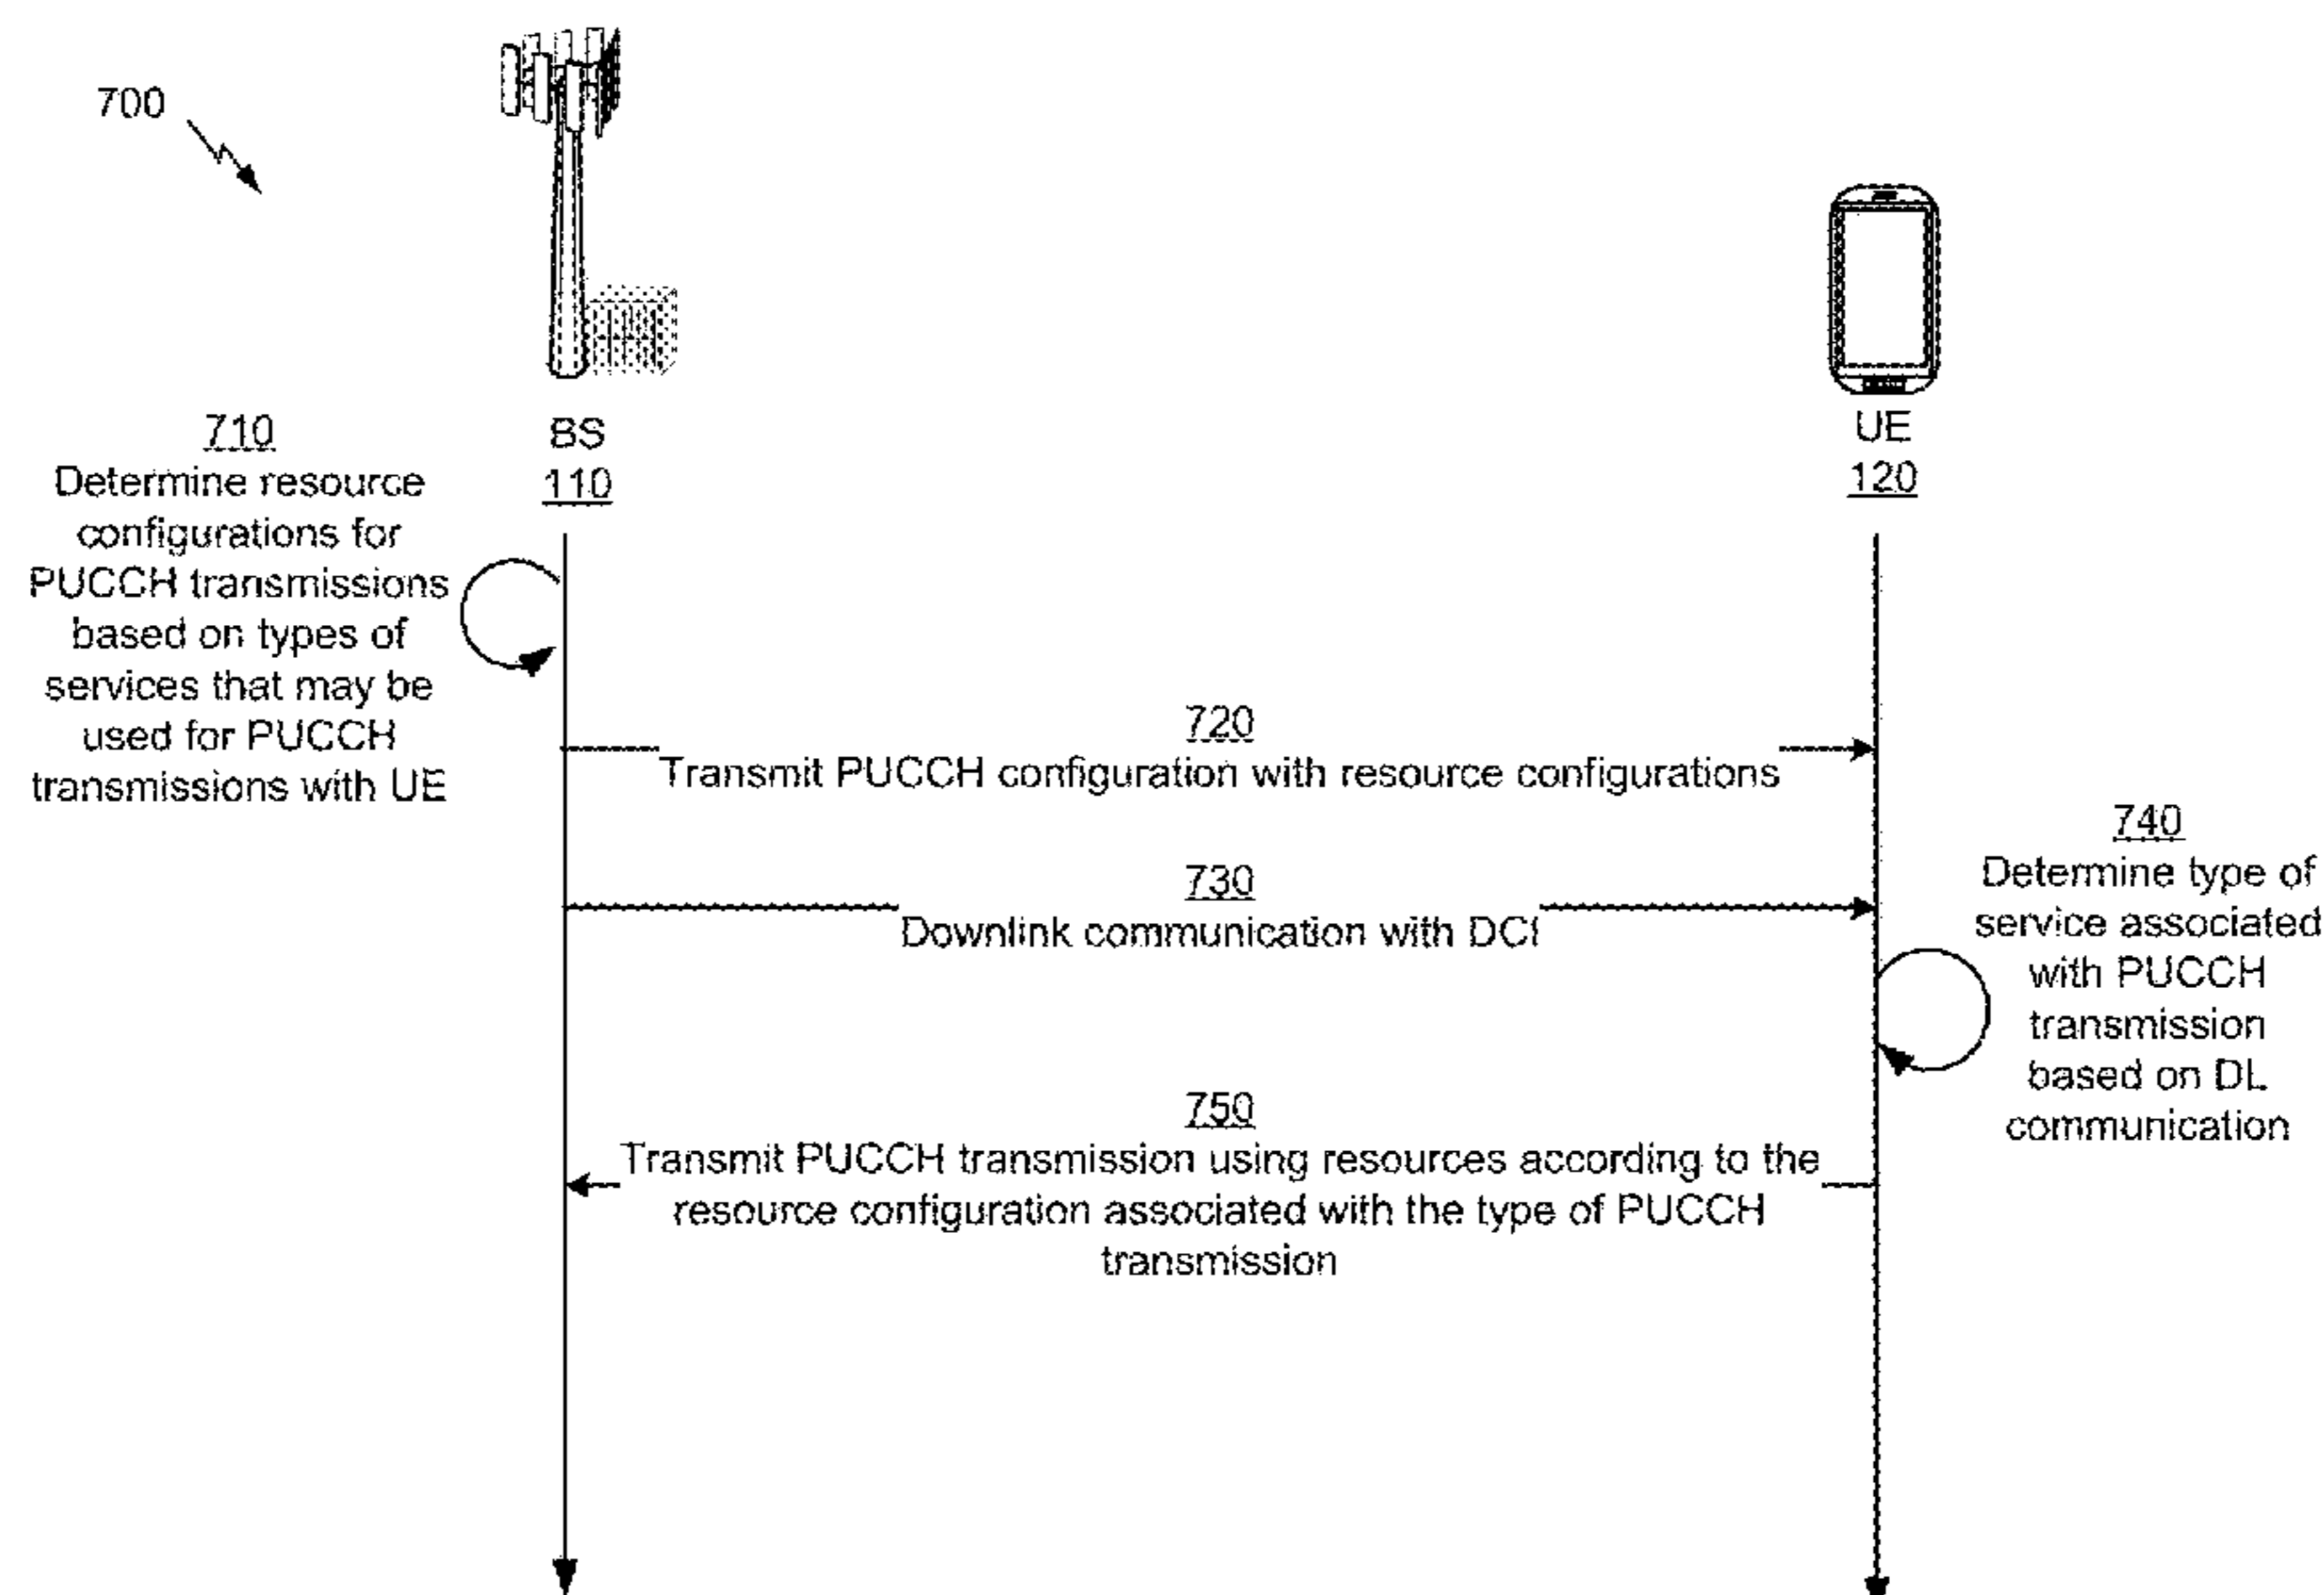 700
BS
110
UE
120
710
Determine resource
configurations for
PUCCH transmissions
based on types of
services that may be
used for PUCCH
transmissions with UE
720
Transmit PUCCH configuration with resource configurations
730
Downlink communication with DCI
740
Determine type of
service associated
with PUCCH
transmission
based on DL
communication
750
Transmit PUCCH transmission using resources according to the
resource configuration associated with the type of PUCCH
transmission